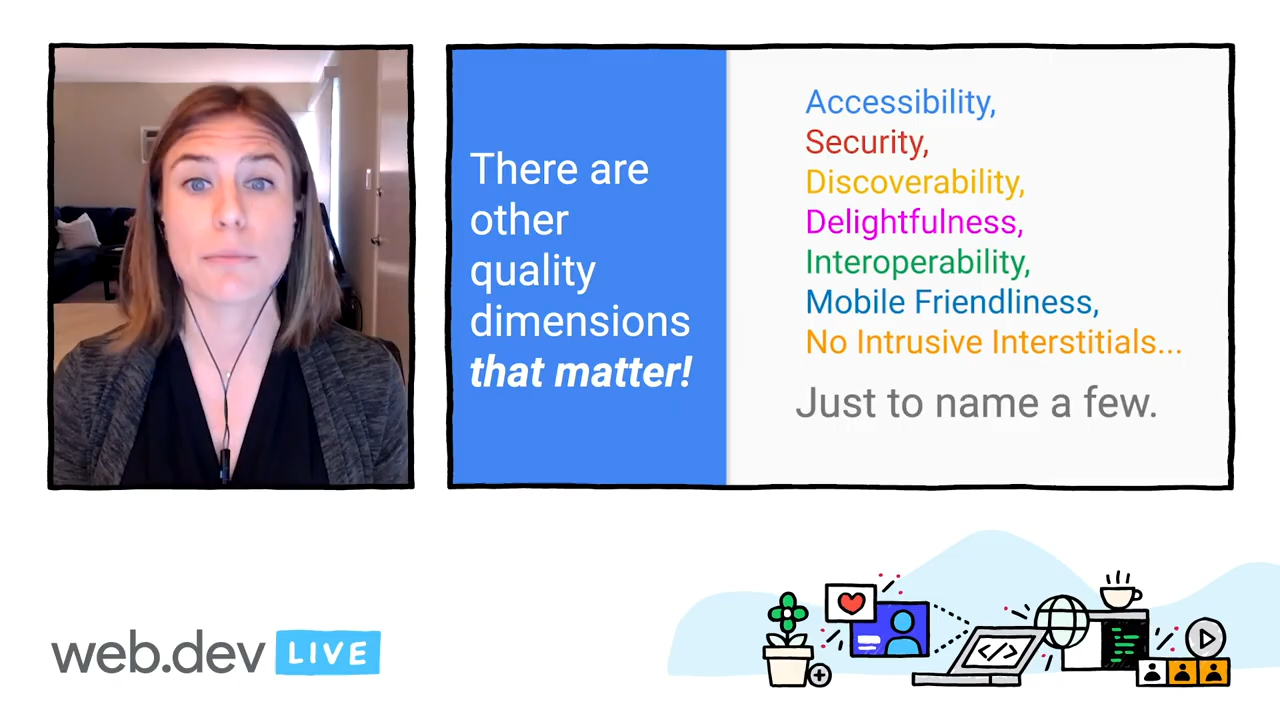 There are
other
quality
dimensions
that matter!
Accessibility,
Security,
Discoverability,
Delightfulness,
Interoperability,
Mobile Friendliness,
No Intrusive Interstitials...
Just to name a few.
web.dev LIVE
</>